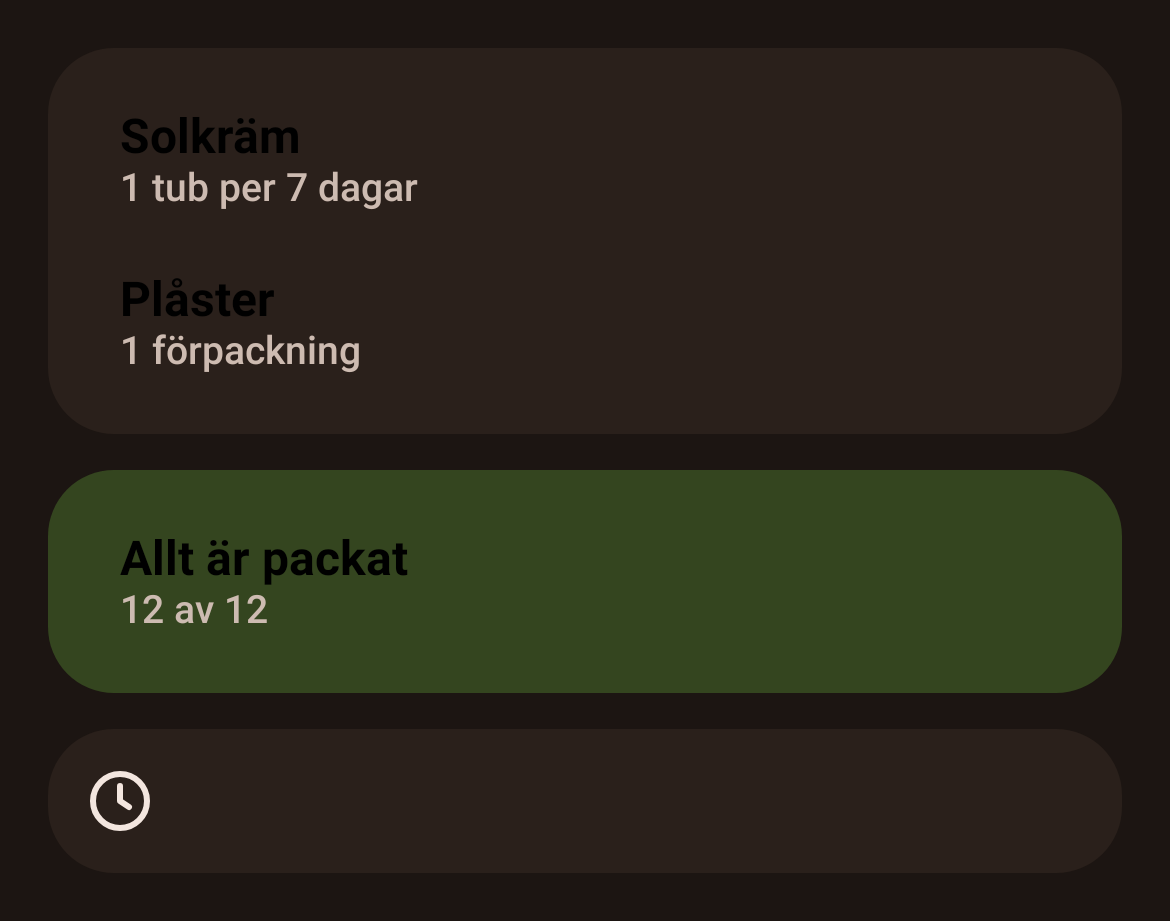 Solkräm
1 tub per 7 dagar
Plåster
1 förpackning
Allt är packat
12 av 12